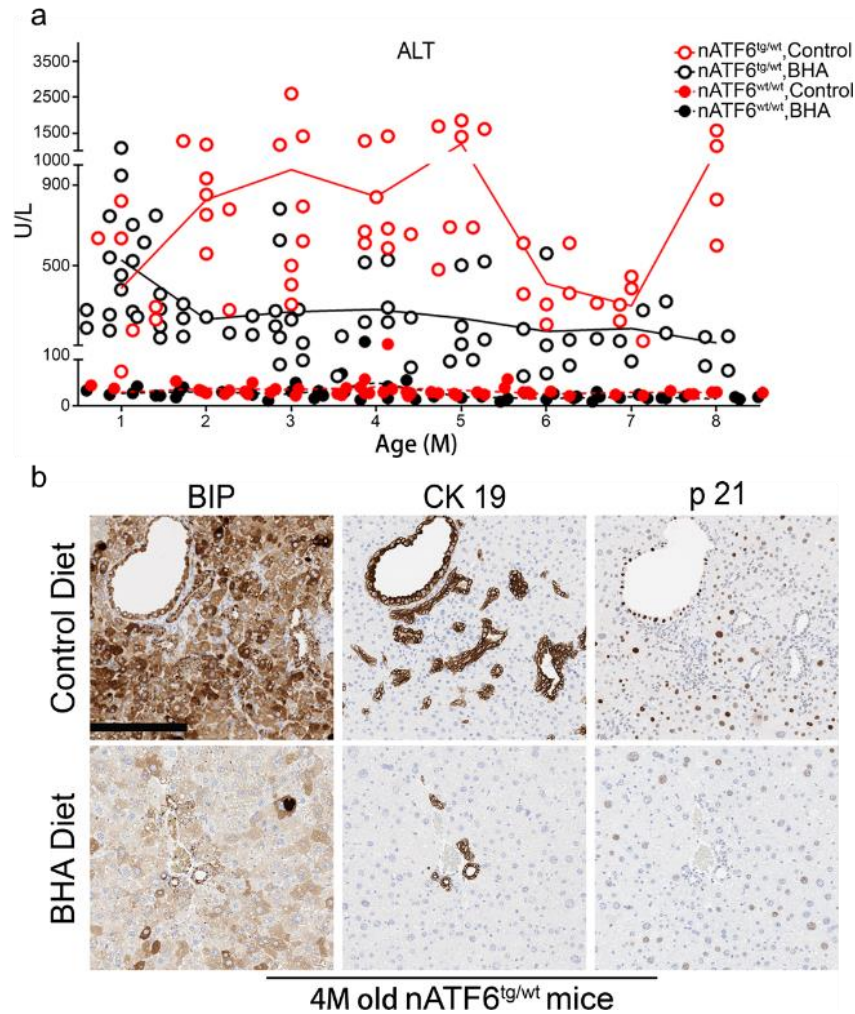 a
ALT
nATF6tg/wt,Control
nATF6tg/wt,BHA
nATF6wt/wt,Control
nATF6wt/wt,BHA
3500
2500
1500
1000
900
500
100
0
U/L
1 2 3 4 5 6 7 8
Age (M)
b
BIP CK 19 p 21
Control Diet
BHA Diet
4M old nATF6tg/wt mice